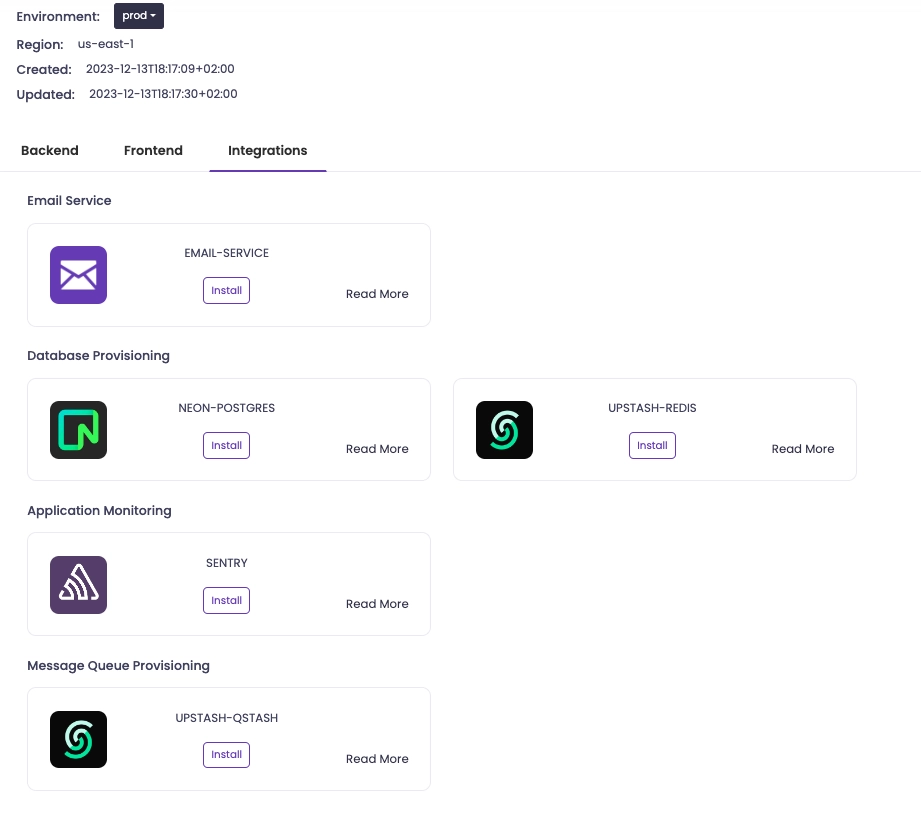 Environment: prod
Region: us-east-1
Created: 2023-12-13T18:17:09+02:00
Updated: 2023-12-13T18:17:30+02:00
Backend Frontend Integrations
Email Service
EMAIL-SERVICE
Install
Read More
Database Provisioning
NEON-POSTGRES
Install
Read More
UPSTASH-REDIS
Install
Read More
Application Monitoring
SENTRY
Install
Read More
Message Queue Provisioning
UPSTASH-QSTASH
Install
Read More